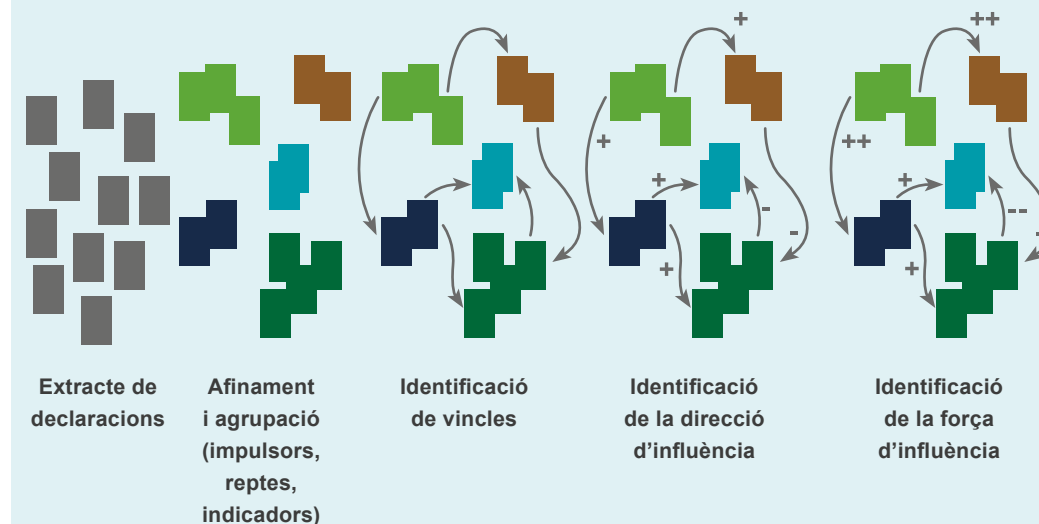 +
++
+
++
+
+
-
--
-
-
+
+
Extracte de
declaracions
Afinament
i agrupació
(impulsors,
reptes,
indicadors)
Identificació
de vincles
Identificació
de la direcció
d’influència
Identificació
de la força
d’influència